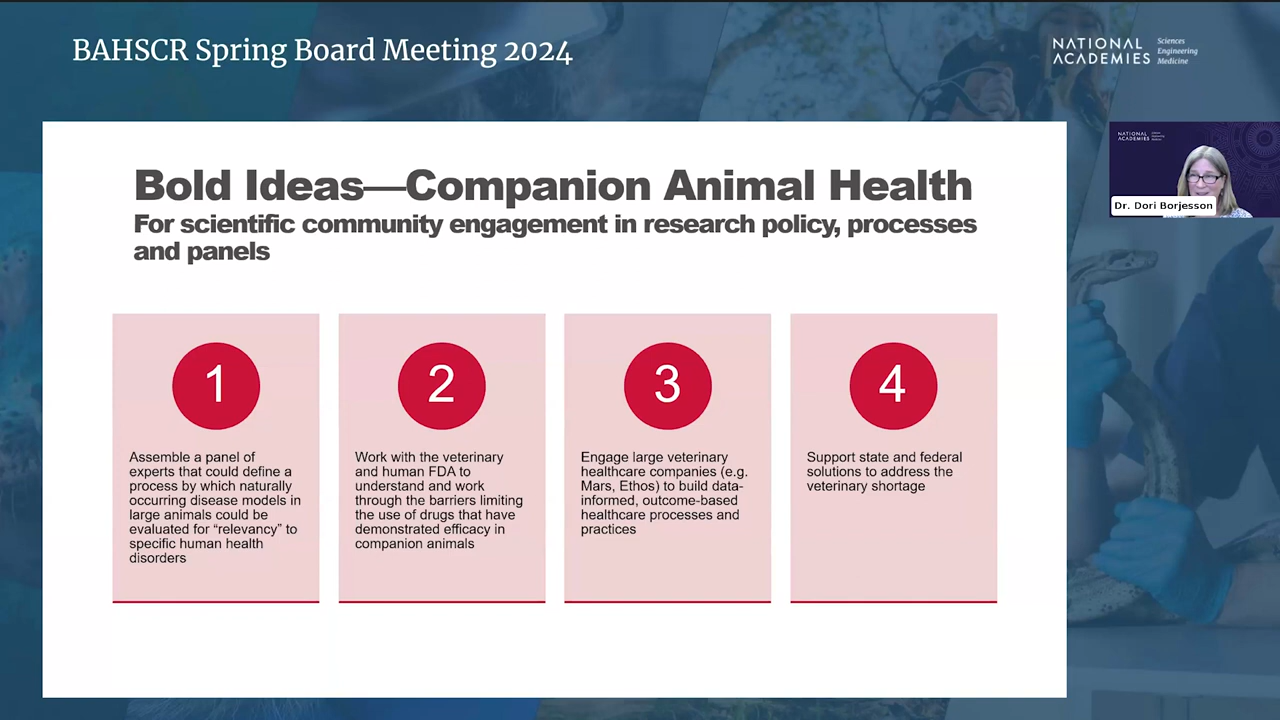 BAHSCR Spring Board Meeting 2024
NATIONAL
ACADEMIES
Sciences
Engineering
Medicine
Bold Ideas—Companion Animal Health
For scientific community engagement in research policy, processes
and panels
1
Assemble a panel of
experts that could define a
process by which naturally
occurring disease models in
large animals could be
evaluated for “relevancy” to
specific human health
disorders
2
Work with the veterinary
and human FDA to
understand and work
through the barriers limiting
the use of drugs that have
demonstrated efficacy in
companion animals
3
Engage large veterinary
healthcare companies (e.g.
Mars, Ethos) to build data-
informed, outcome-based
healthcare processes and
practices
4
Support state and federal
solutions to address the
veterinary shortage
NATIONAL
ACADEMIES
Dr. Dori Borjesson